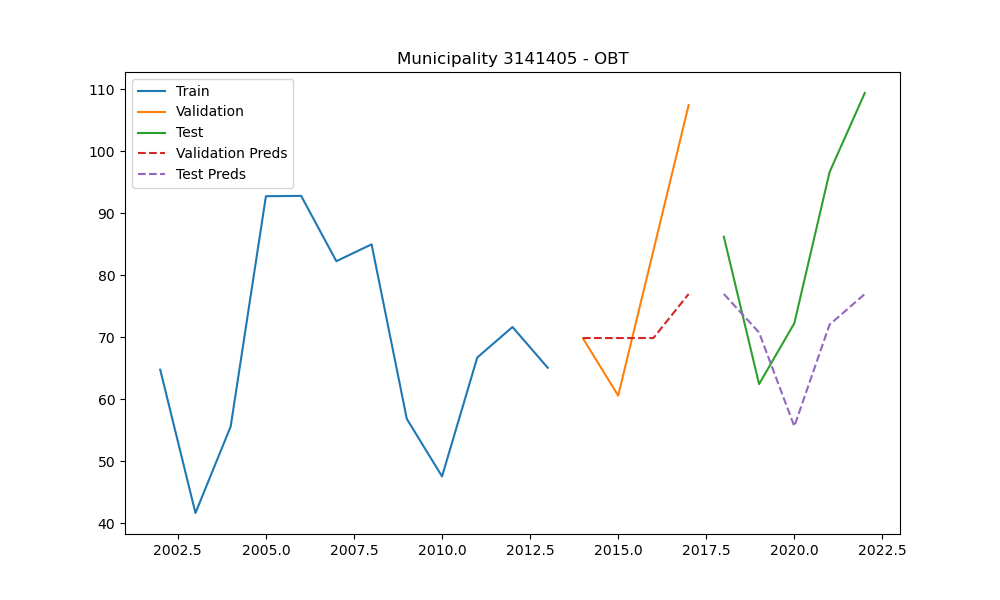 Municipality 3141405 - OBT
Train
Validation
Test
Validation Preds
Test Preds
110
100
90
80
70
60
50
40
2002.5 2005.0 2007.5 2010.0 2012.5 2015.0 2017.5 2020.0 2022.5